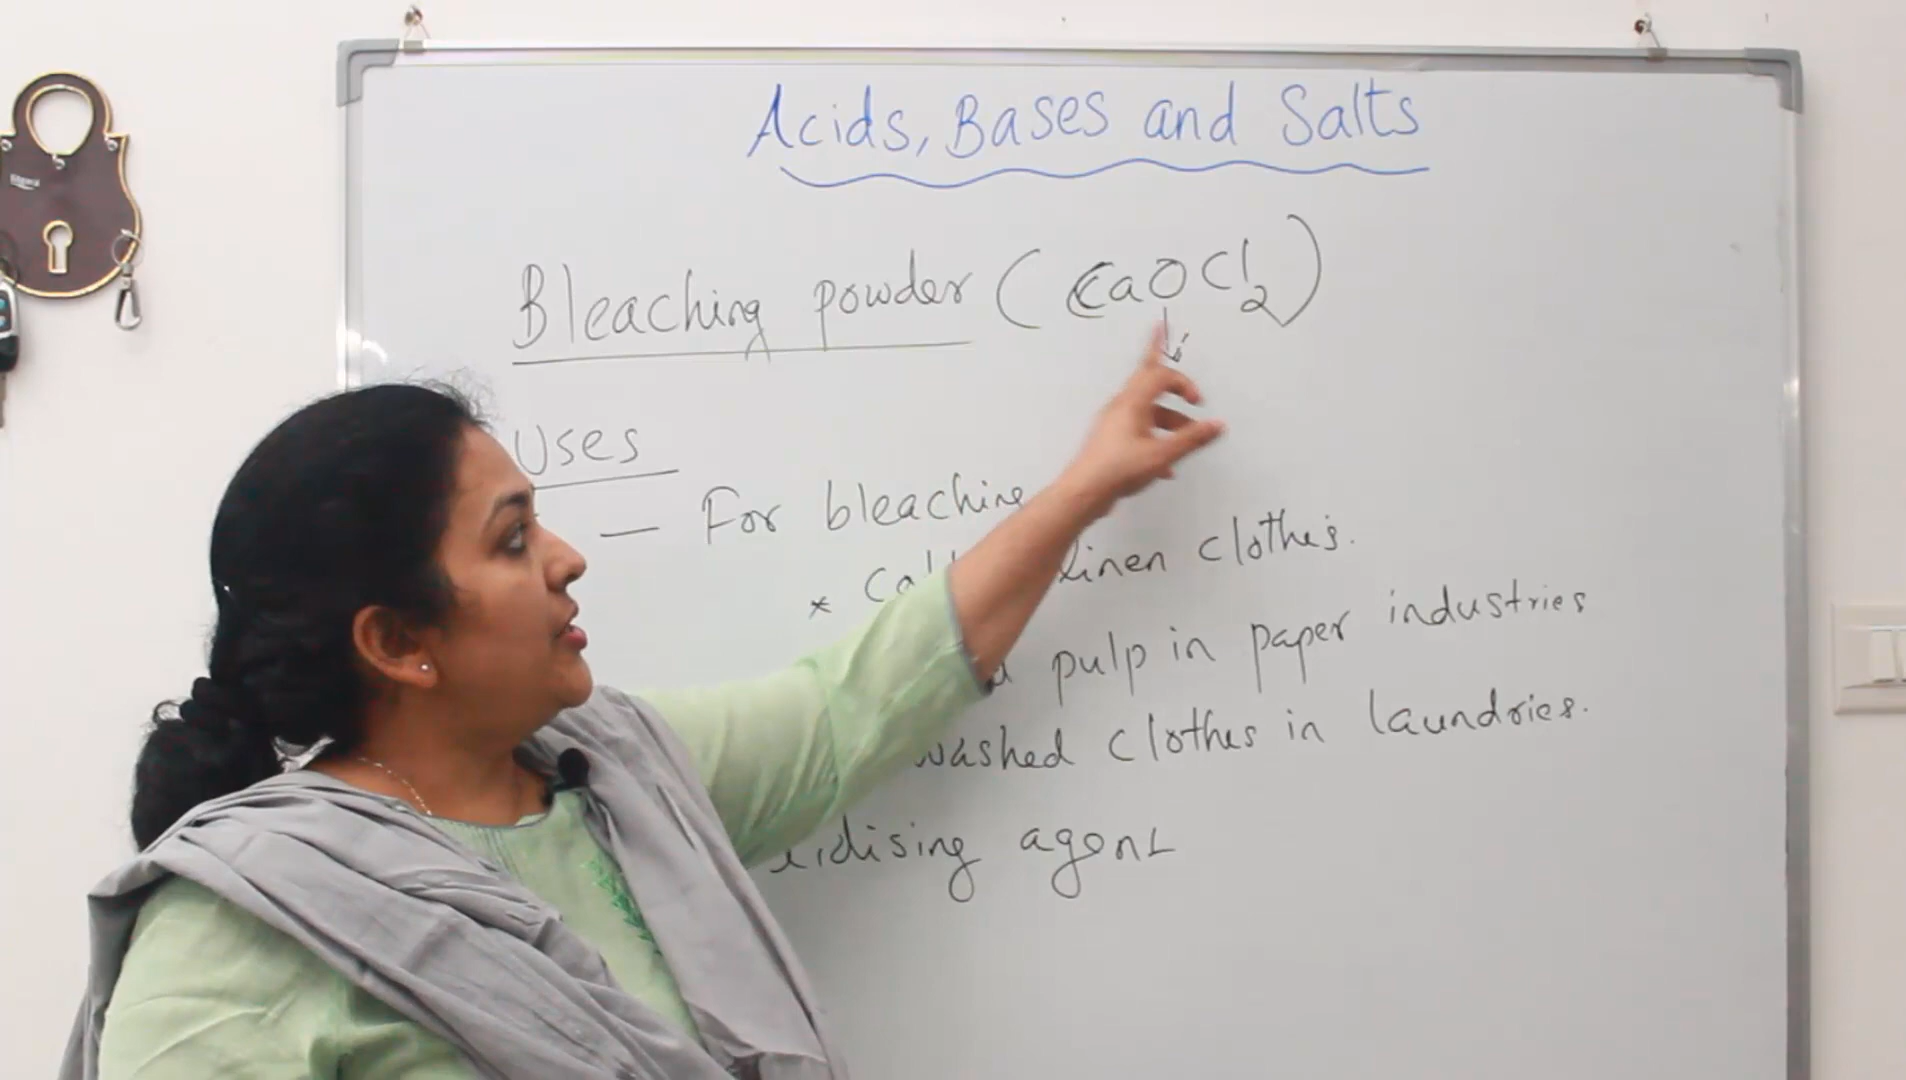 Acids, Bases and Salts
Bleaching powder (CaOCl2)
Uses
— For bleaching
* linen clothes.
pulp in paper industries
washed clothes in laundries.
agent